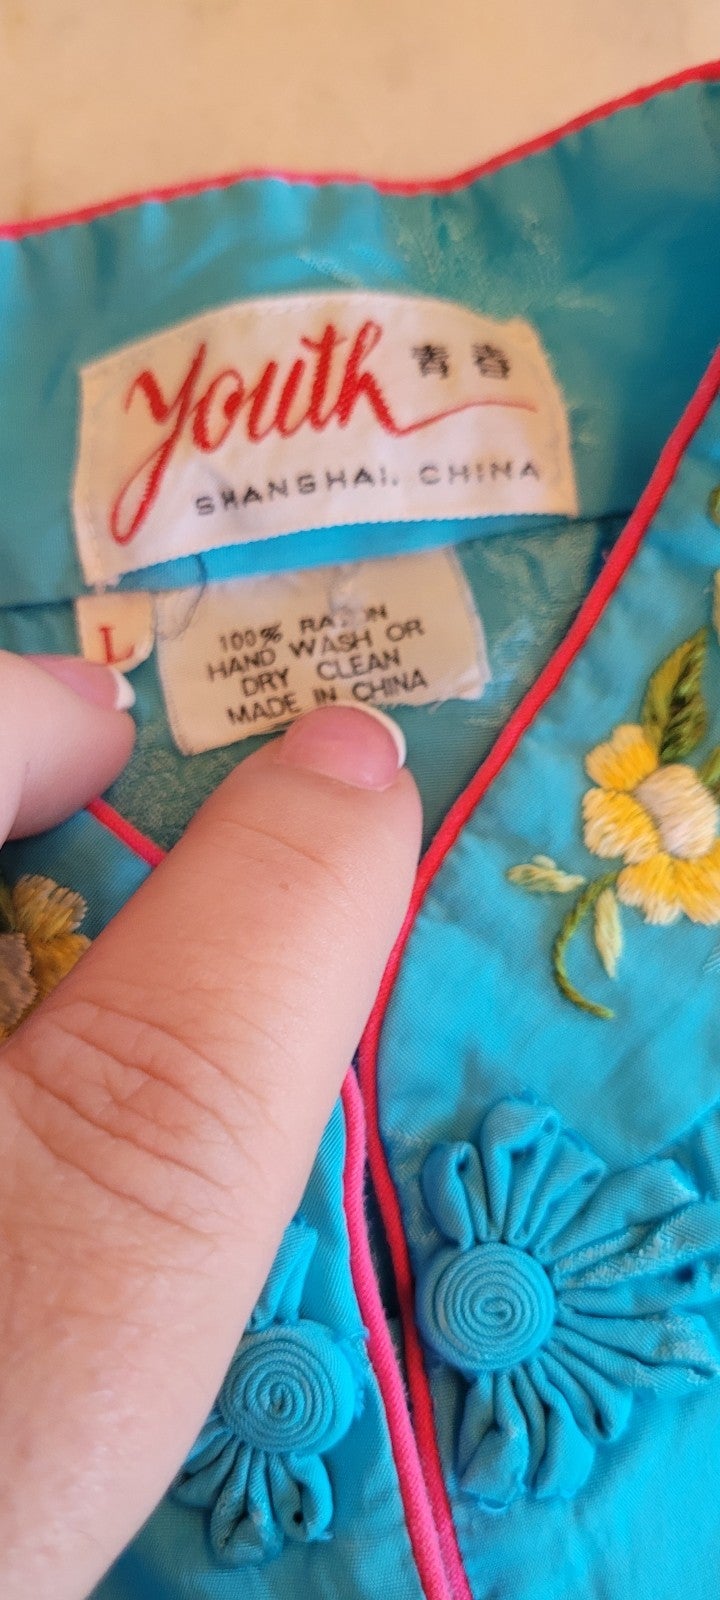 Youth 青春
SHANGHAI, CHINA
L
100% RAYON
HAND WASH OR
DRY CLEAN
MADE IN CHINA